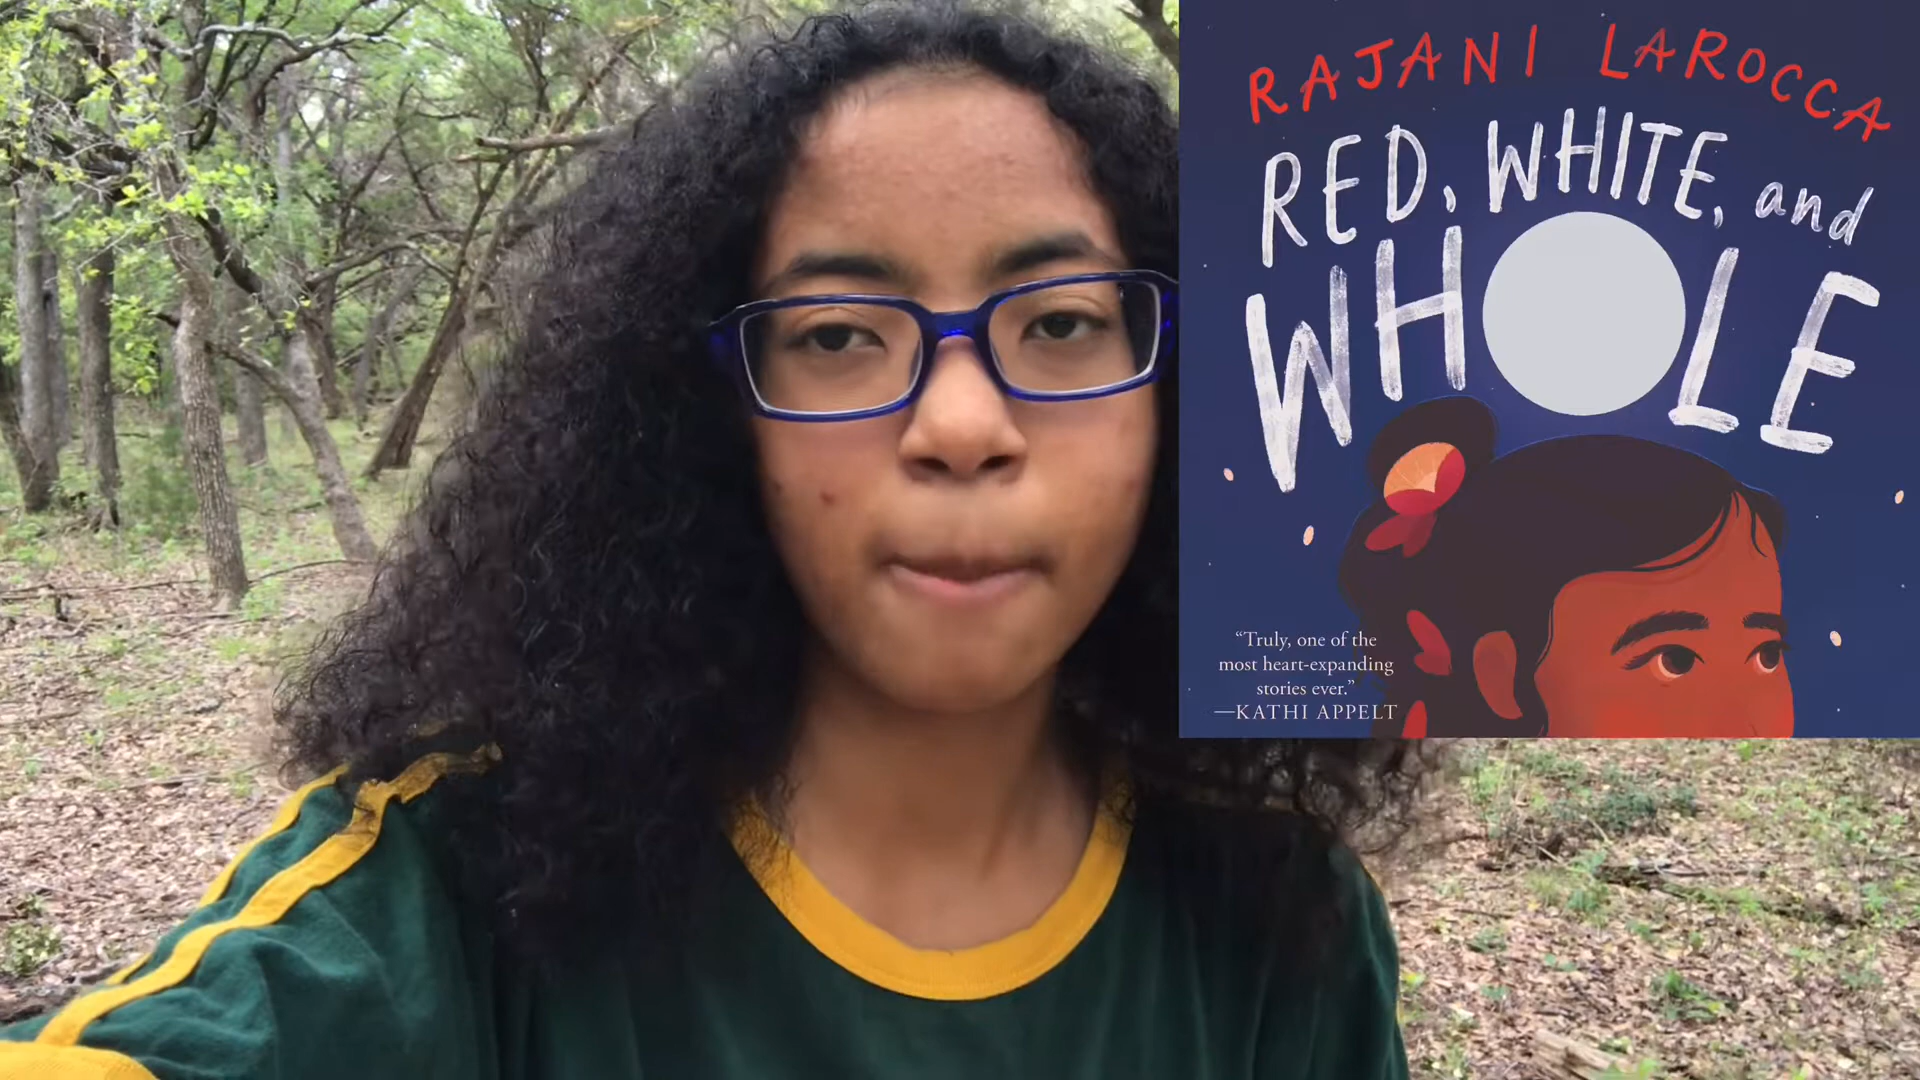 RAJANI LAROCCA
RED, WHITE, and
WHOLE
“Truly, one of the
most heart-expanding
stories ever.”
—KATHI APPELT